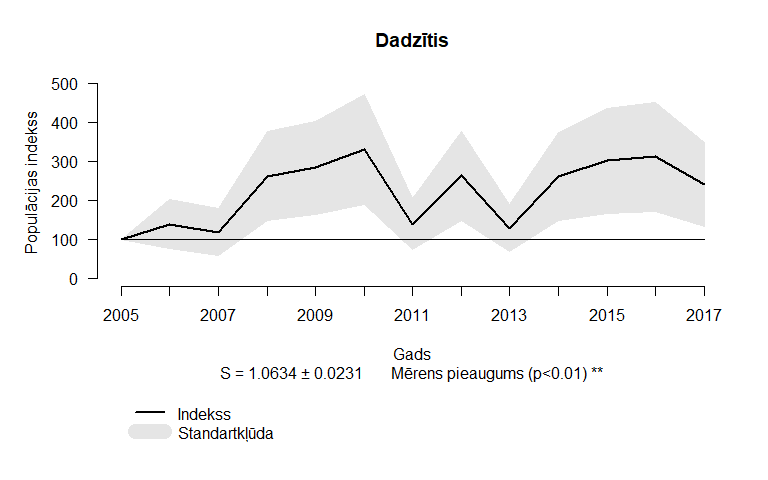 Dadzītis
Populācijas indekss
500
400
300
200
100
0
2005 2007 2009 2011 2013 2015 2017
Gads
S = 1.0634 ± 0.0231 Mērens pieaugums (p<0.01) **
Indekss
Standartkļūda